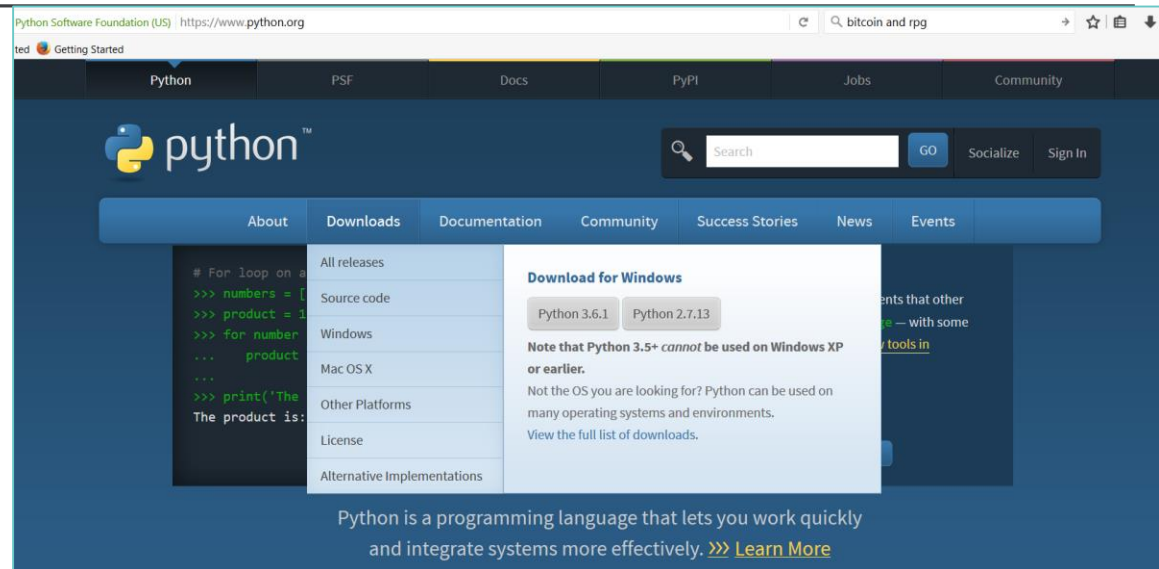 Python Software Foundation (US) https://www.python.org bitcoin and rpg
ted Getting Started
Python PSF Docs PyPI Jobs Community
python™
Search GO Socialize Sign In
About Downloads Documentation Community Success Stories News Events
# For loop on a
>>> numbers = [
>>> product = 1
>>> for number
... product
...
>>> print('The
The product is:
All releases
Source code
Windows
Mac OS X
Other Platforms
License
Alternative Implementations
Download for Windows
Python 3.6.1 Python 2.7.13
Note that Python 3.5+ cannot be used on Windows XP
or earlier.
Not the OS you are looking for? Python can be used on
many operating systems and environments.
View the full list of downloads.
ents that other
— with some
tools in
Python is a programming language that lets you work quickly
and integrate systems more effectively. >>> Learn More